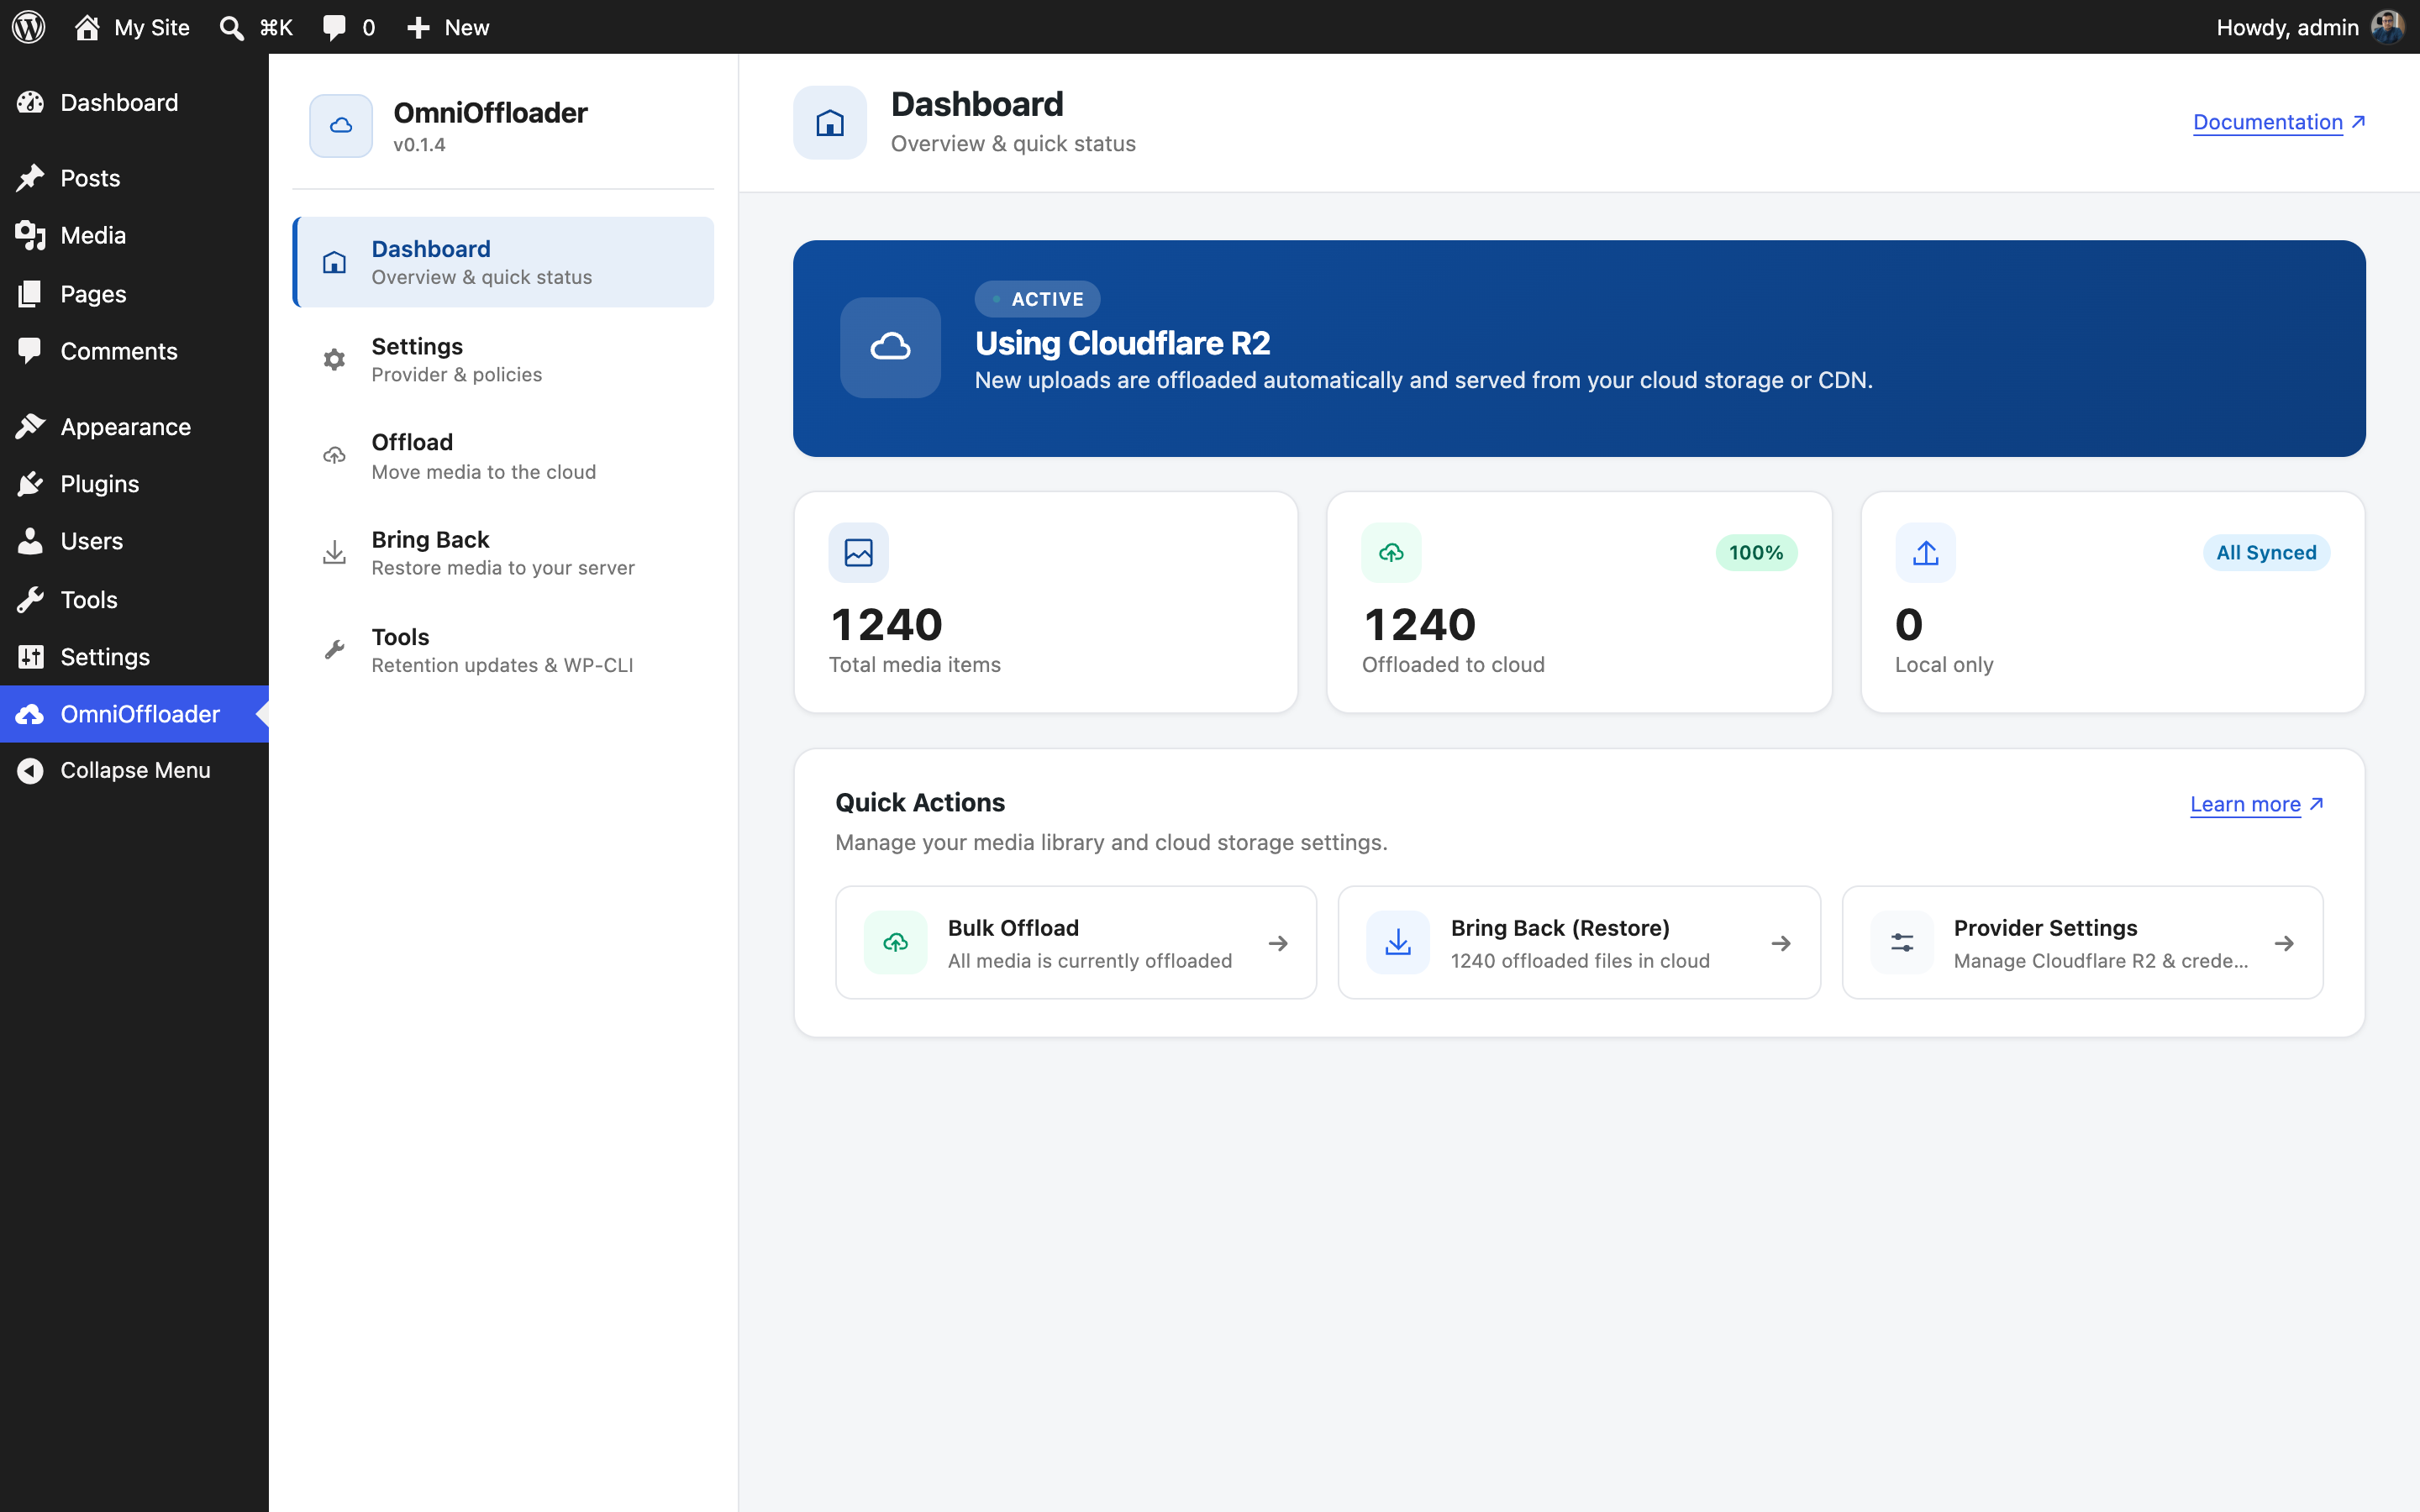 My Site
⌘K
0
New
Howdy, admin
Dashboard
Posts
Media
Pages
Comments
Appearance
Plugins
Users
Tools
Settings
OmniOffloader
Collapse Menu
OmniOffloader
v0.1.4
Dashboard
Overview & quick status
Settings
Provider & policies
Offload
Move media to the cloud
Bring Back
Restore media to your server
Tools
Retention updates & WP-CLI
Dashboard
Overview & quick status
Documentation ↗
ACTIVE
Using Cloudflare R2
New uploads are offloaded automatically and served from your cloud storage or CDN.
1240
Total media items
100%
1240
Offloaded to cloud
All Synced
0
Local only
Quick Actions
Learn more ↗
Manage your media library and cloud storage settings.
Bulk Offload
All media is currently offloaded
Bring Back (Restore)
1240 offloaded files in cloud
Provider Settings
Manage Cloudflare R2 & crede...